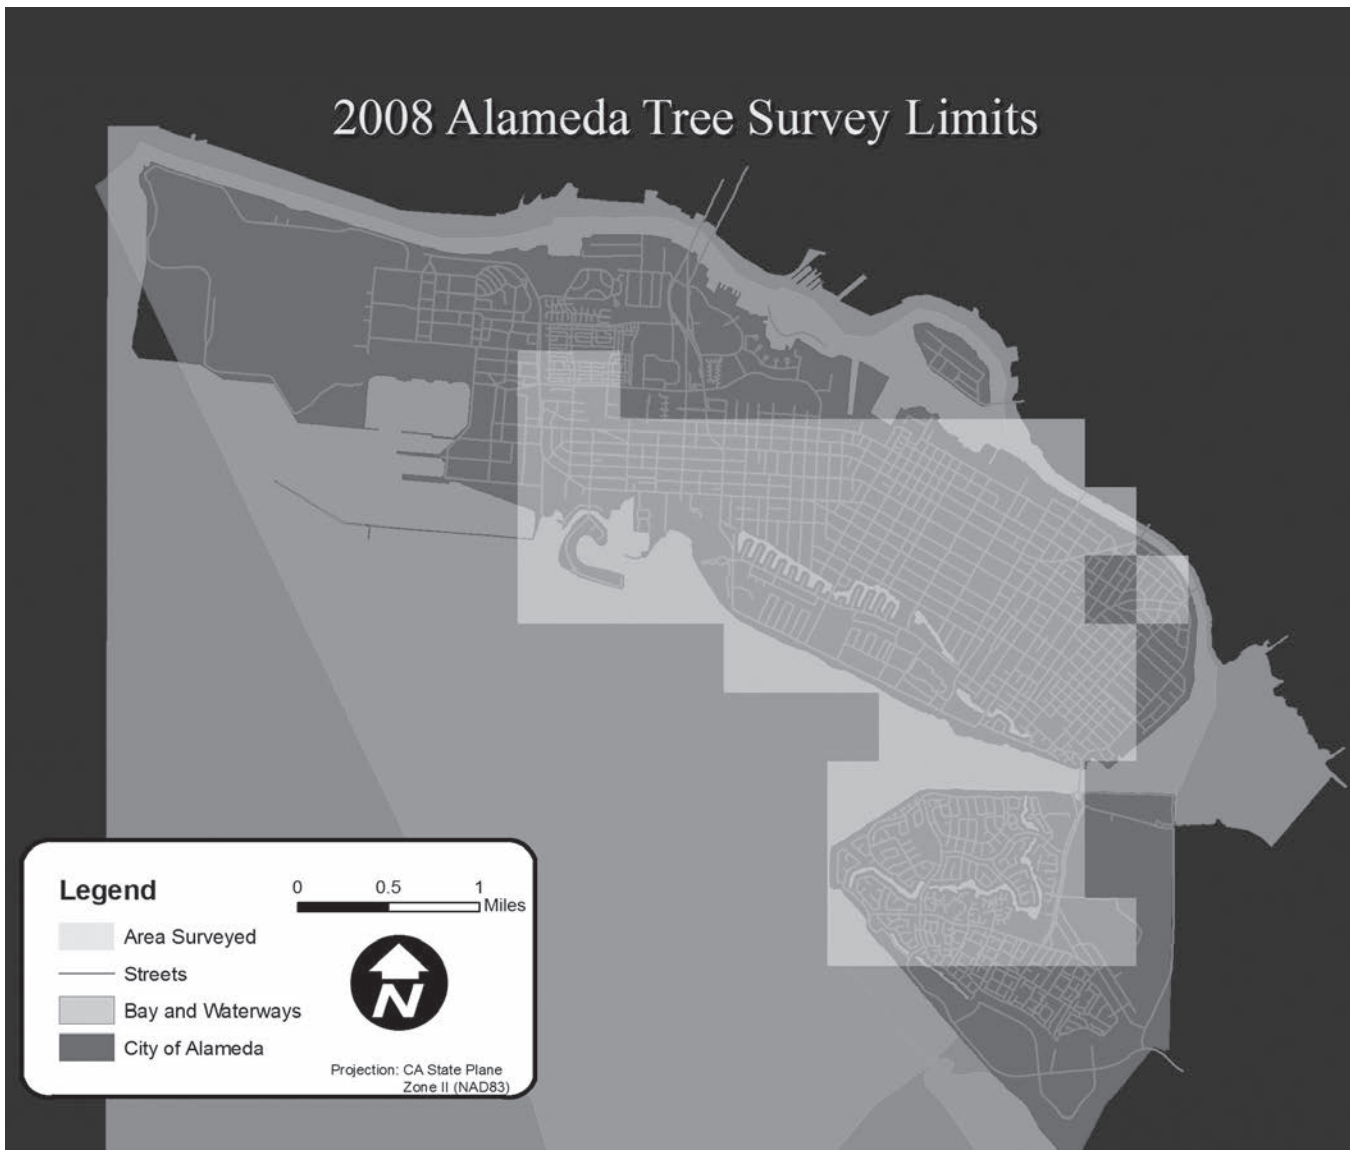 2008 Alameda Tree Survey Limits
Legend
0 0.5 1
Miles
Area Surveyed
Streets
Bay and Waterways
City of Alameda
N
Projection: CA State Plane
Zone II (NAD83)